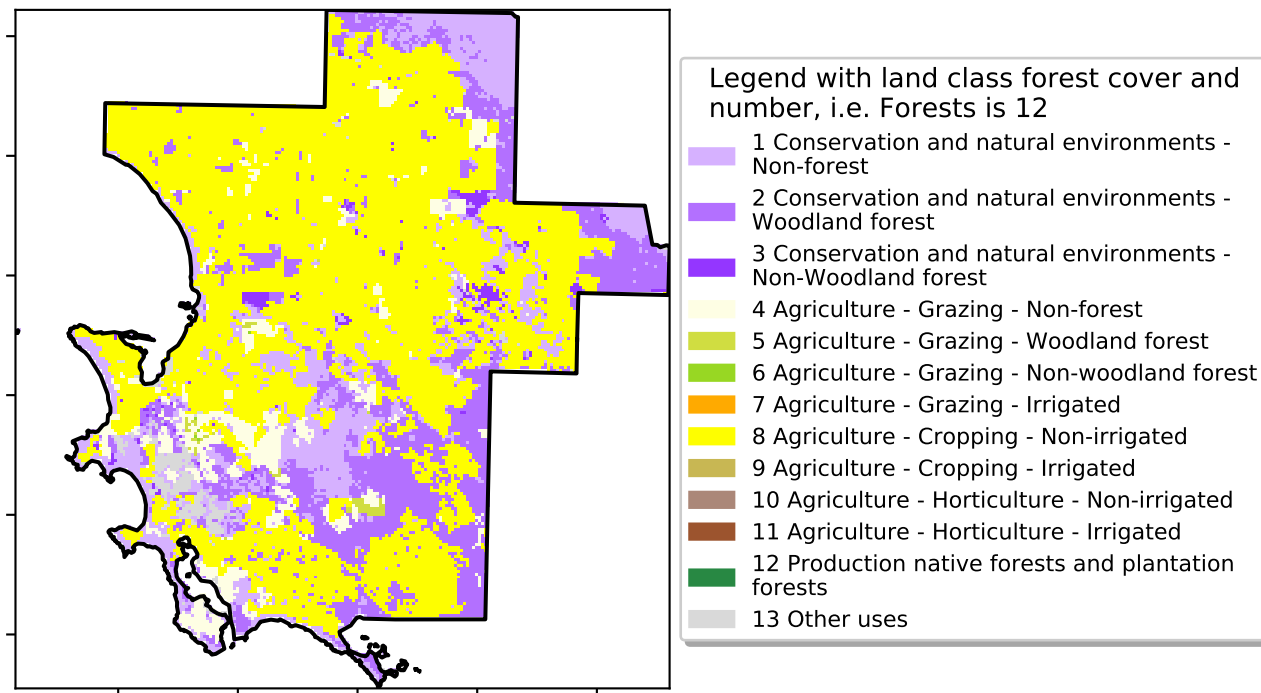 Legend with land class forest cover and
number, i.e. Forests is 12
1 Conservation and natural environments -
Non-forest
2 Conservation and natural environments -
Woodland forest
3 Conservation and natural environments -
Non-Woodland forest
4 Agriculture - Grazing - Non-forest
5 Agriculture - Grazing - Woodland forest
6 Agriculture - Grazing - Non-woodland forest
7 Agriculture - Grazing - Irrigated
8 Agriculture - Cropping - Non-irrigated
9 Agriculture - Cropping - Irrigated
10 Agriculture - Horticulture - Non-irrigated
11 Agriculture - Horticulture - Irrigated
12 Production native forests and plantation
forests
13 Other uses